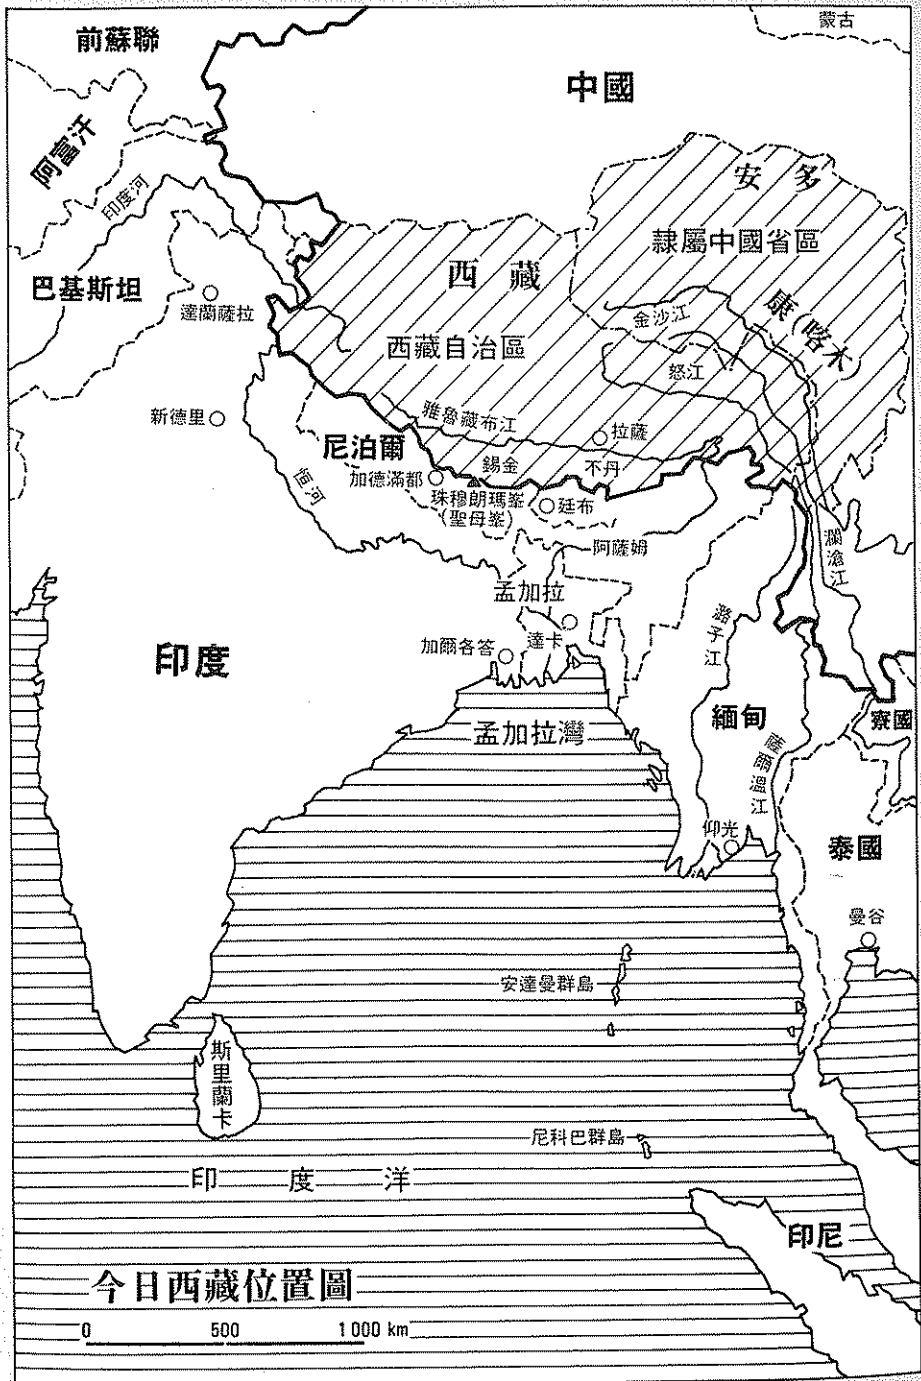 蒙古
前蘇聯
中國
阿富汗
安多
印度河
隸屬中國省區
西藏
巴基斯坦
達蘭薩拉
康(喀木)
金沙江
西藏自治區
怒江
新德里
雅魯藏布江
拉薩
尼泊爾
錫金
不丹
加德滿都
恒河
珠穆朗瑪峯
(聖母峯)
廷布
阿薩姆
瀾滄江
孟加拉
潞子江
達卡
加爾各答
印度
緬甸
寮國
孟加拉灣
薩爾溫江
仰光
泰國
曼谷
安達曼群島
斯里蘭卡
尼科巴群島
印度洋
印尼
今日西藏位置圖
0 500 1000 km